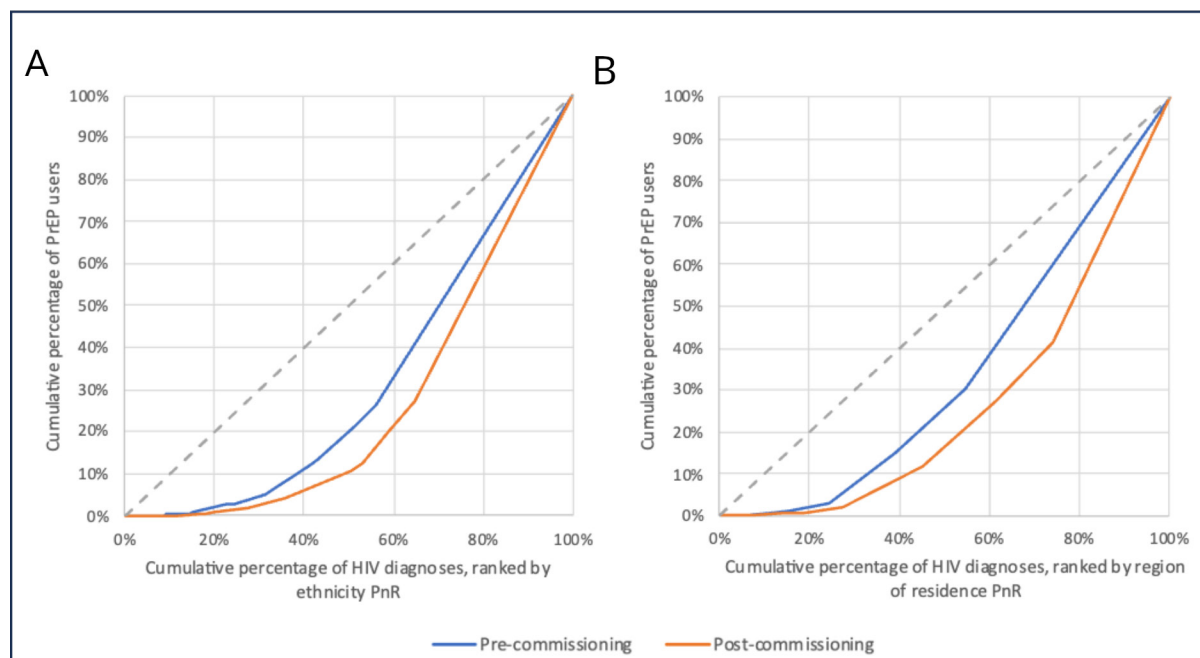 A
100%
90%
80%
70%
60%
50%
40%
30%
20%
10%
0%
Cumulative percentage of PrEP users
0% 20% 40% 60% 80% 100%
Cumulative percentage of HIV diagnoses, ranked by
ethnicity PnR
B
100%
90%
80%
70%
60%
50%
40%
30%
20%
10%
0%
Cumulative percentage of PrEP users
0% 20% 40% 60% 80% 100%
Cumulative percentage of HIV diagnoses, ranked by region
of residence PnR
Pre-commissioning Post-commissioning